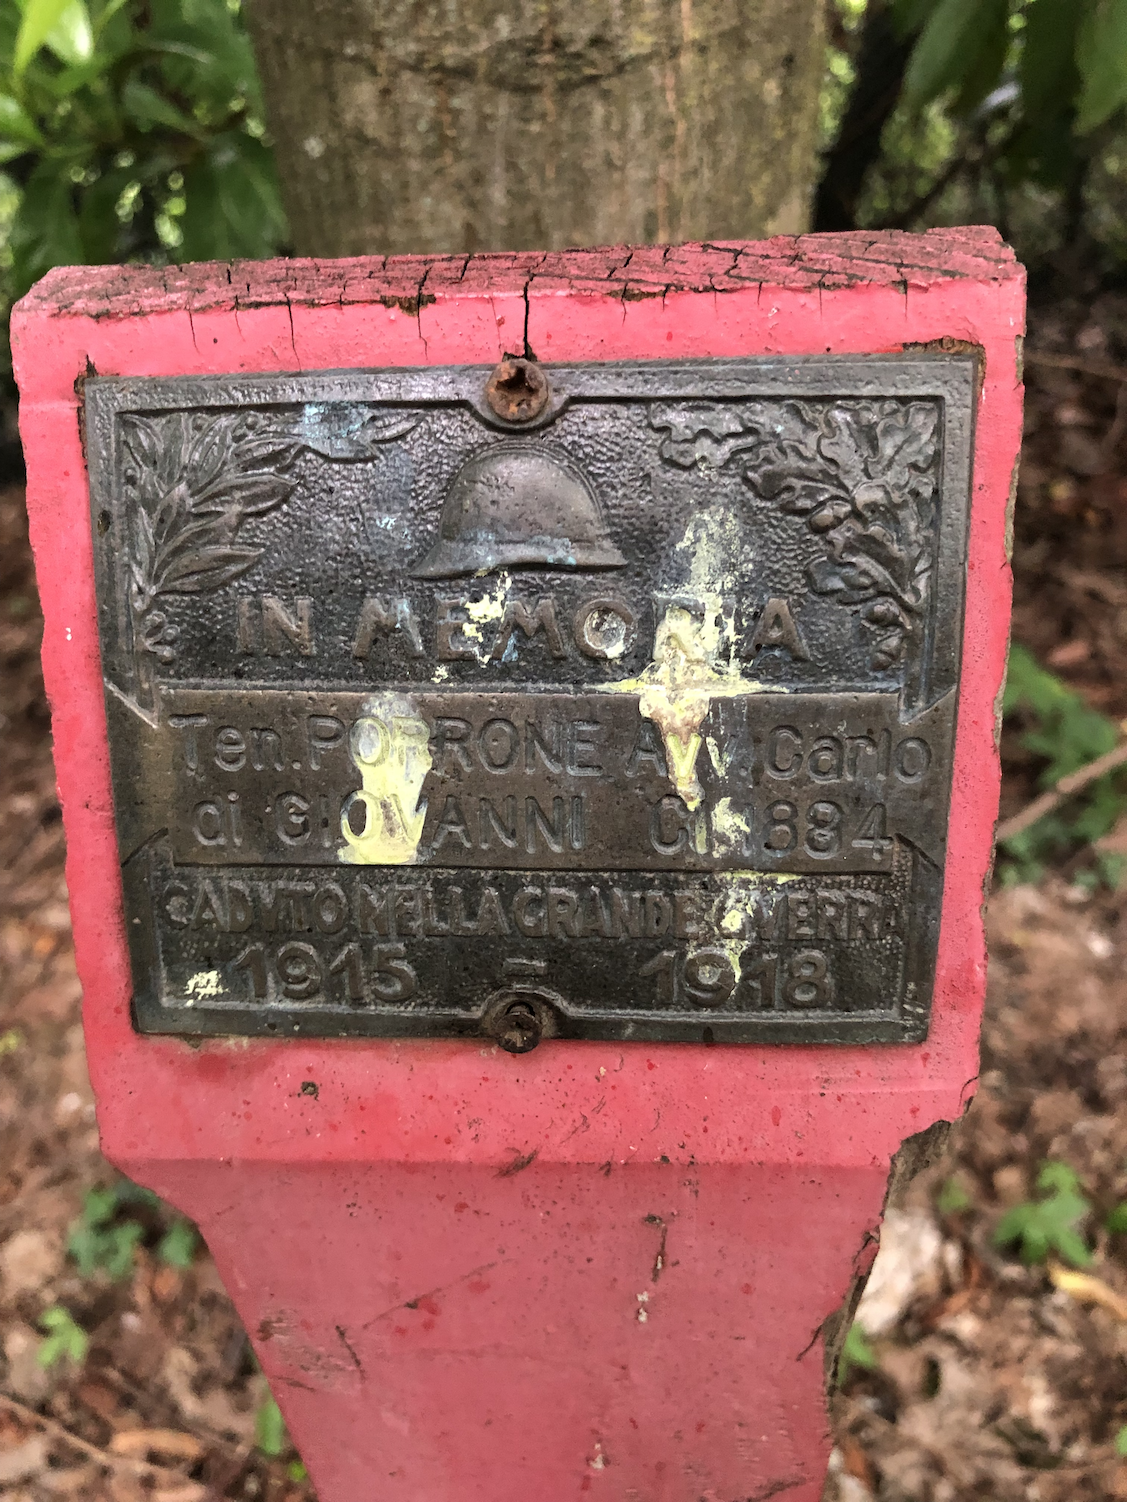 IN MEMORIA
Ten. PORRONE Avv. Carlo
di GIOVANNI Cl. 1884
CADVTO NELLA GRANDE GVERRA
1915 – 1918